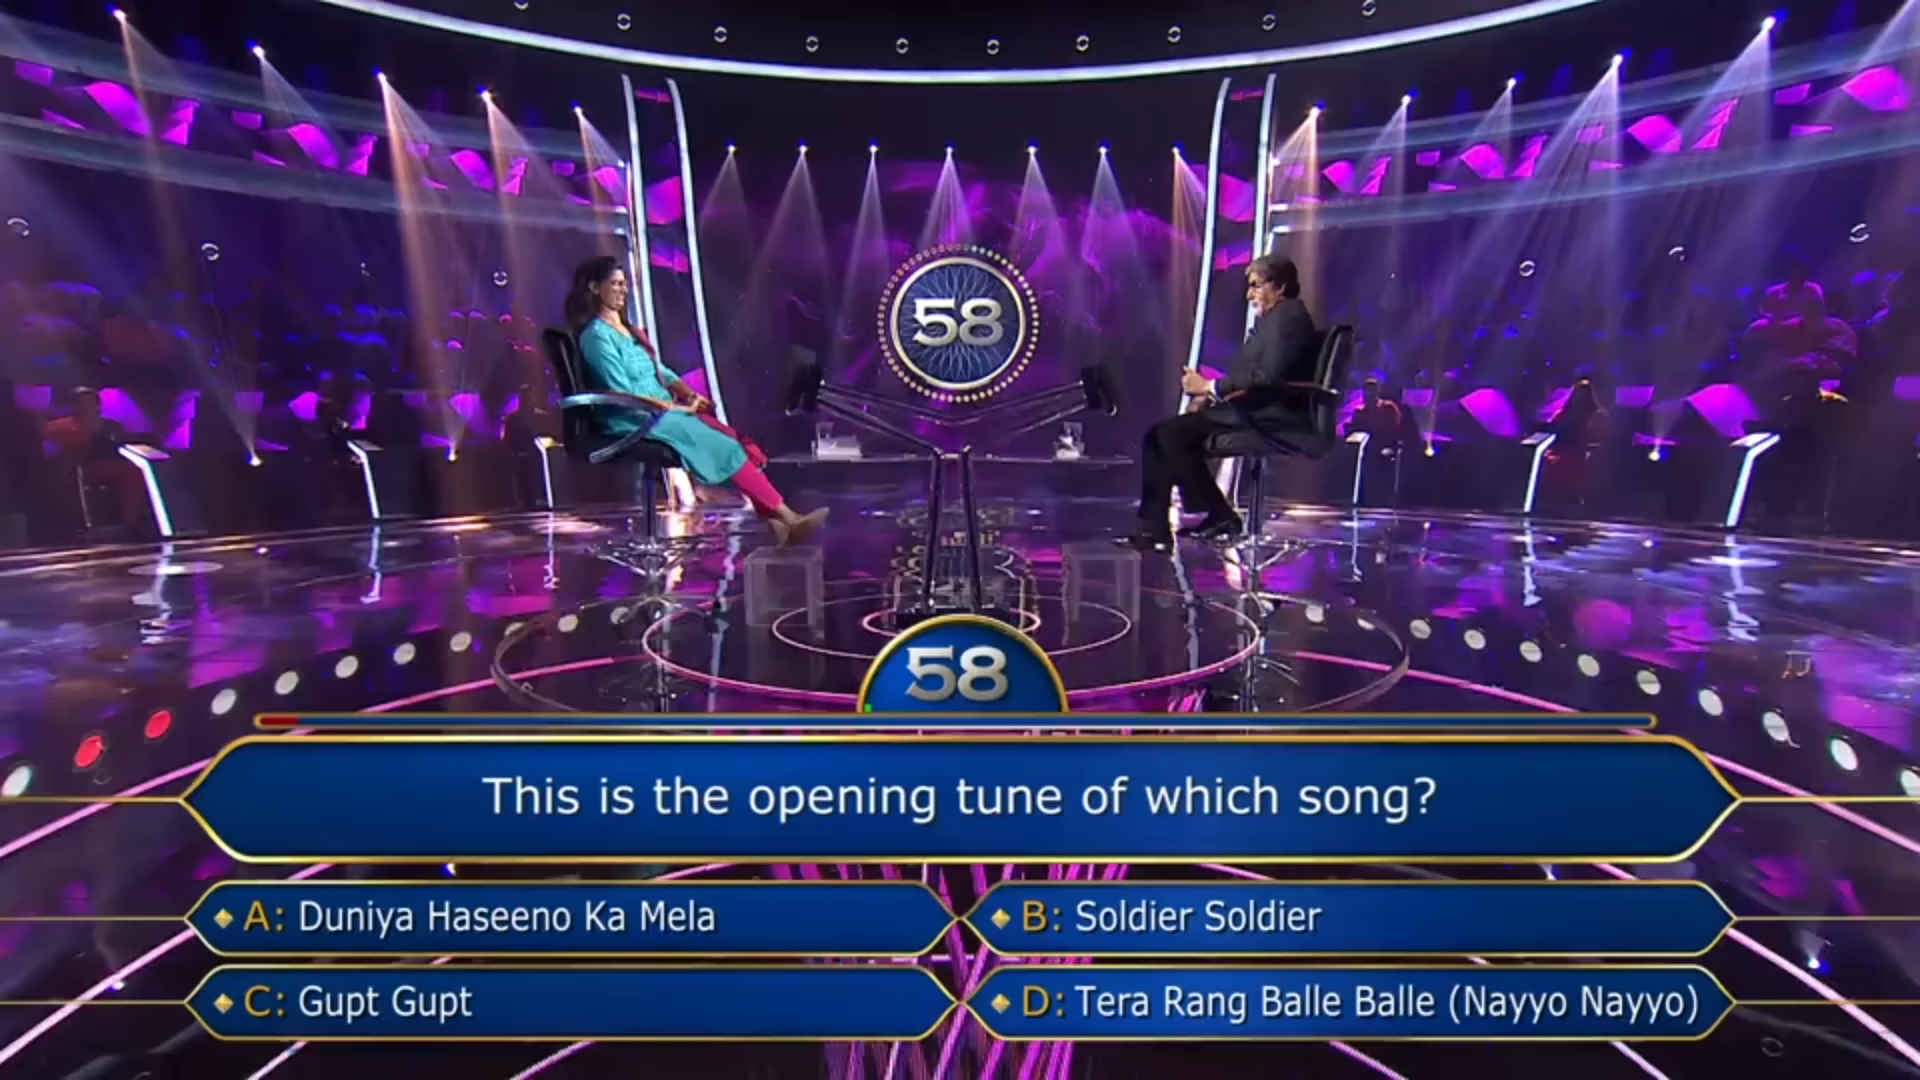 58
58
This is the opening tune of which song?
A: Duniya Haseeno Ka Mela
B: Soldier Soldier
C: Gupt Gupt
D: Tera Rang Balle Balle (Nayyo Nayyo)